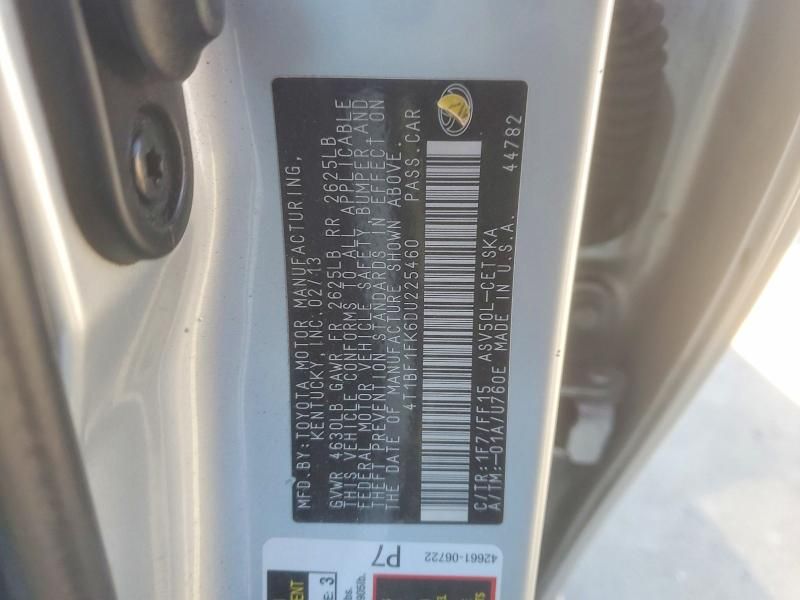 MFD.BY:TOYOTA MOTOR MANUFACTURING,
KENTUCKY, INC. 02/13
GVWR 4630LB GAWR FR 2625LB RR 2625LB
THIS VEHICLE CONFORMS TO ALL APPLICABLE
FEDERAL MOTOR VEHICLE SAFETY, BUMPER, AND
THEFT PREVENTION STANDARDS IN EFFECT ON
THE DATE OF MANUFACTURE SHOWN ABOVE.
4T1BF1FK6DU225460 PASS.CAR
C/TR:1F7/FF15 ASV50L-CETSKA
A/TM:-01A/U760E MADE IN U.S.A. 44782
P7
42661-06722
3